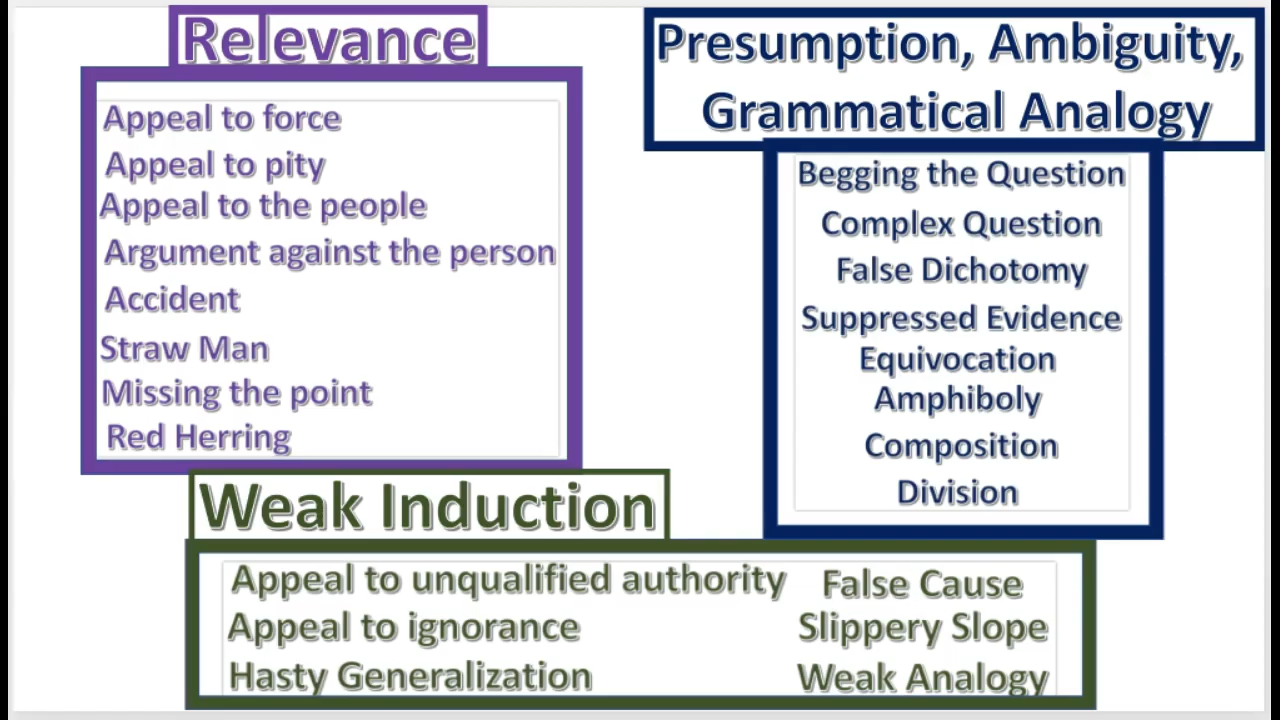 Relevance
Appeal to force
Appeal to pity
Appeal to the people
Argument against the person
Accident
Straw Man
Missing the point
Red Herring
Presumption, Ambiguity,
Grammatical Analogy
Begging the Question
Complex Question
False Dichotomy
Suppressed Evidence
Equivocation
Amphiboly
Composition
Division
Weak Induction
Appeal to unqualified authority
Appeal to ignorance
Hasty Generalization
False Cause
Slippery Slope
Weak Analogy